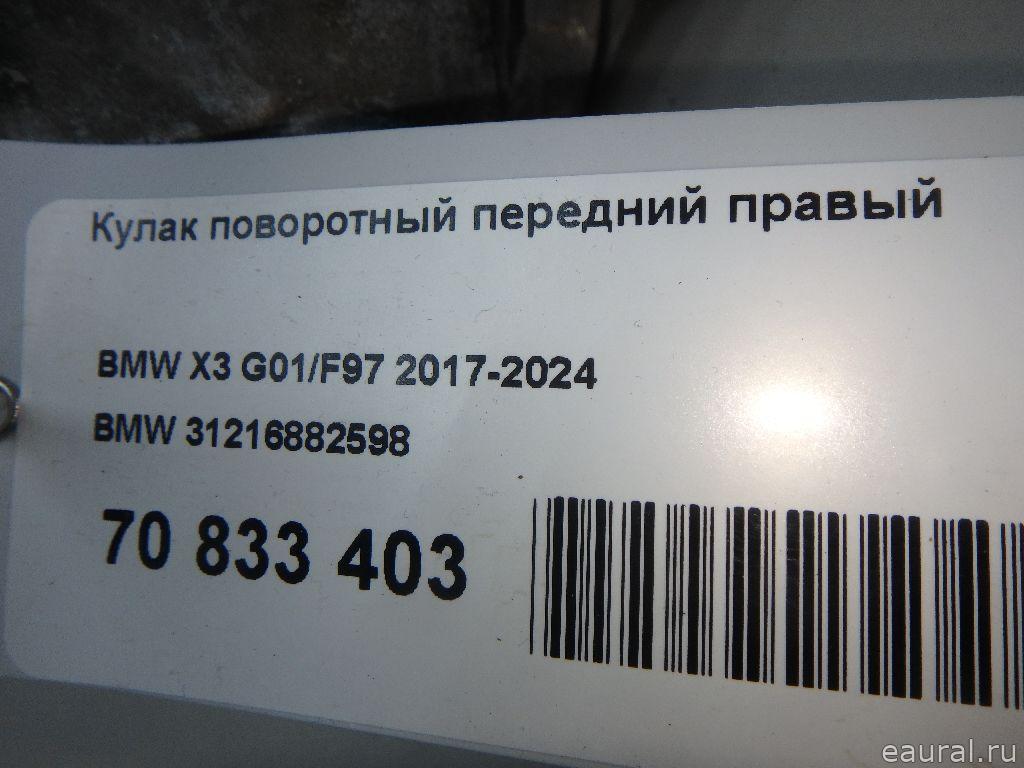 Кулак поворотный передний правый
BMW X3 G01/F97 2017-2024
BMW 31216882598
70 833 403
eaural.ru